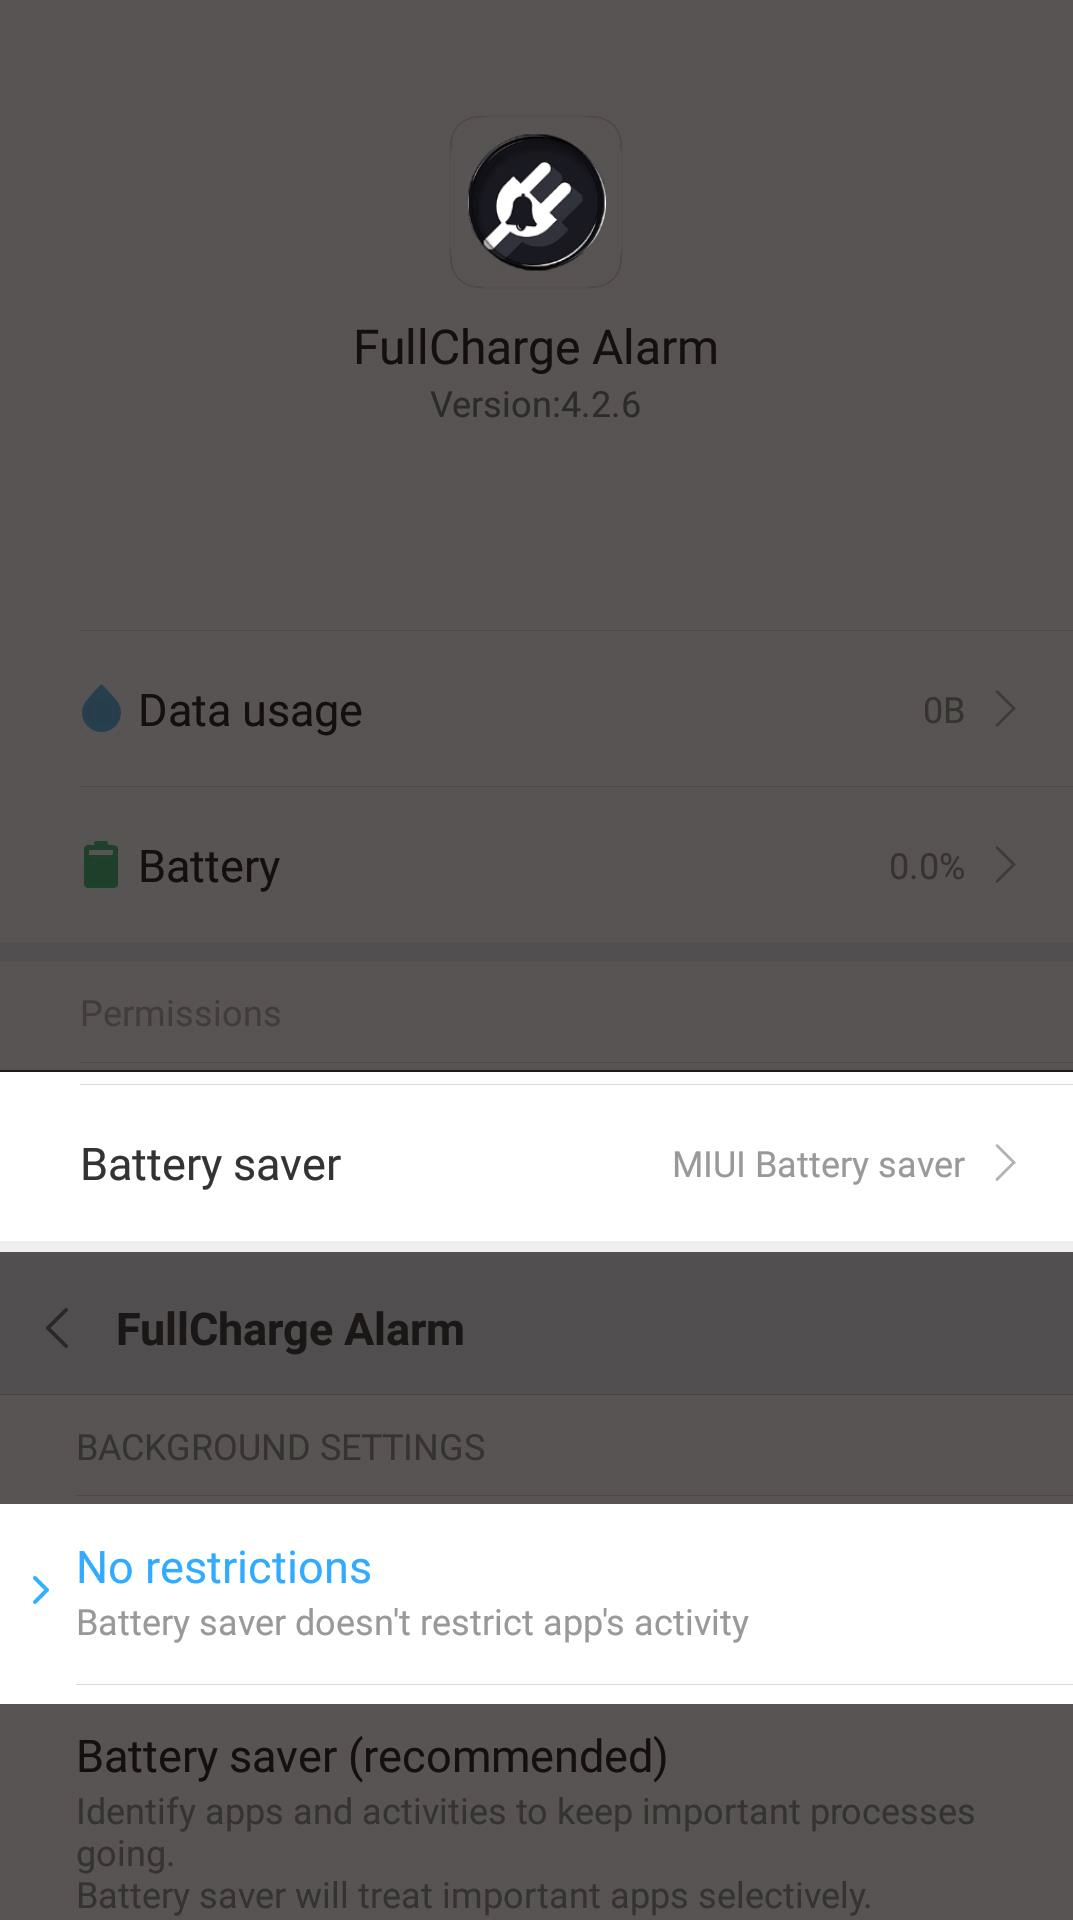 FullCharge Alarm
Version:4.2.6
Data usage 0B
Battery 0.0%
Permissions
Battery saver MIUI Battery saver
FullCharge Alarm
BACKGROUND SETTINGS
No restrictions
Battery saver doesn't restrict app's activity
Battery saver (recommended)
Identify apps and activities to keep important processes
going.
Battery saver will treat important apps selectively.